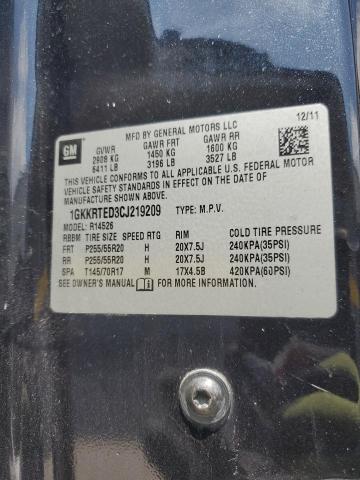 12/11
MFD BY GENERAL MOTORS LLC
GM
GVWR GAWR FRT GAWR RR
2908 KG 1450 KG 1600 KG
6411 LB 3196 LB 3527 LB
THIS VEHICLE CONFORMS TO ALL APPLICABLE U.S. FEDERAL MOTOR
VEHICLE SAFETY STANDARDS IN EFFECT ON THE DATE OF
MANUFACTURE SHOWN ABOVE.
1GKKRTED3CJ219209 TYPE: M.P.V.
MODEL: R14526
RBBM TIRE SIZE SPEED RTG RIM COLD TIRE PRESSURE
FRT P255/55R20 H 20X7.5J 240KPA(35PSI)
RR P255/55R20 H 20X7.5J 240KPA(35PSI)
SPA T145/70R17 M 17X4.5B 420KPA(60PSI)
SEE OWNER'S MANUAL FOR MORE INFORMATION.